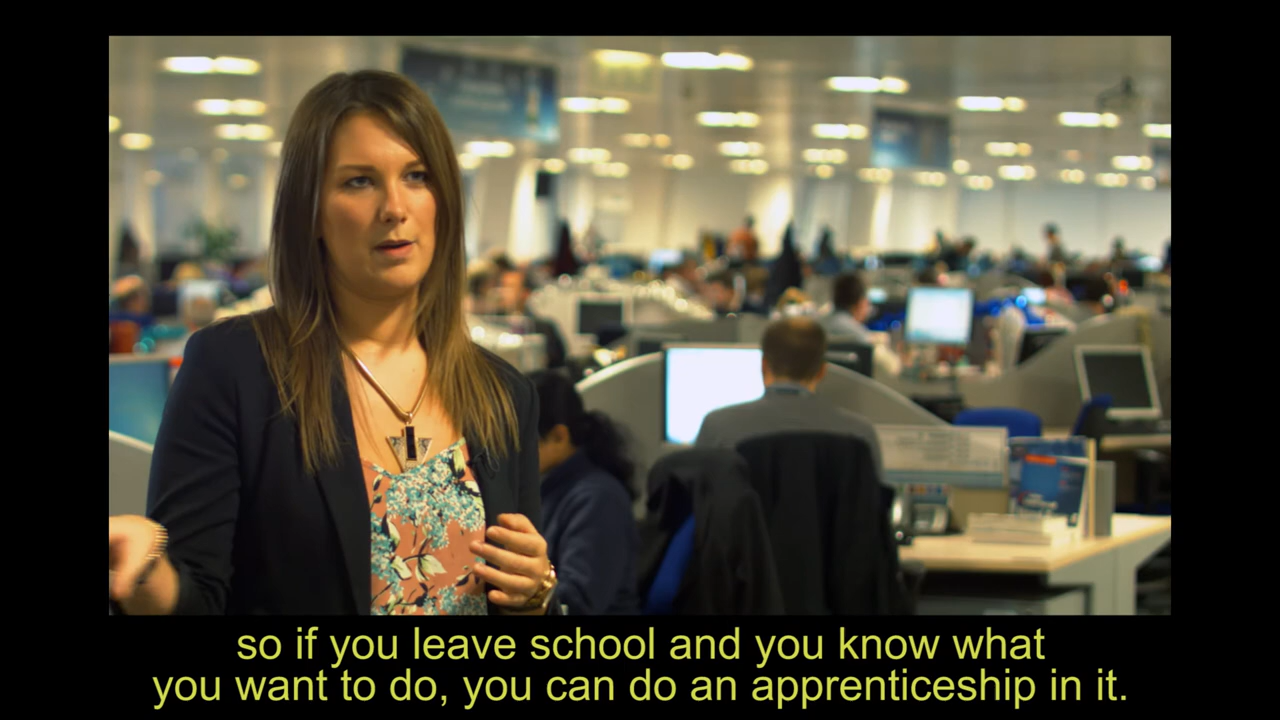 so if you leave school and you know what
you want to do, you can do an apprenticeship in it.